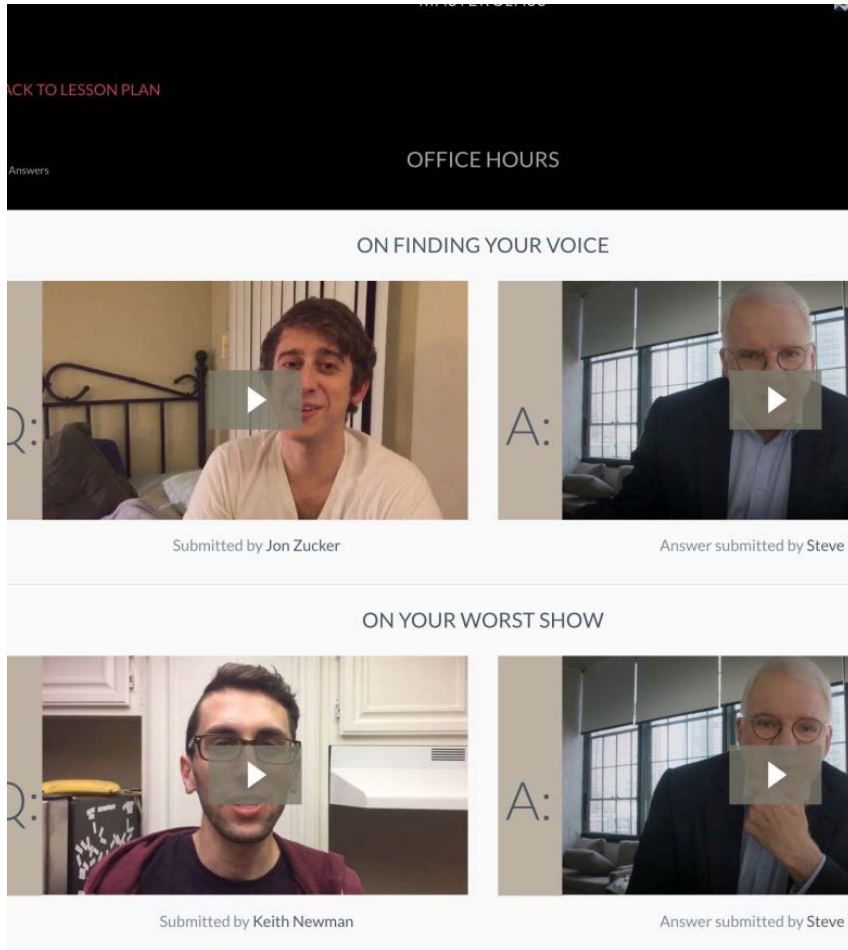 MASTERCLASS
ACK TO LESSON PLAN
Answers
OFFICE HOURS
ON FINDING YOUR VOICE
Q:
A:
Submitted by Jon Zucker
Answer submitted by Steve
ON YOUR WORST SHOW
Q:
A:
Submitted by Keith Newman
Answer submitted by Steve